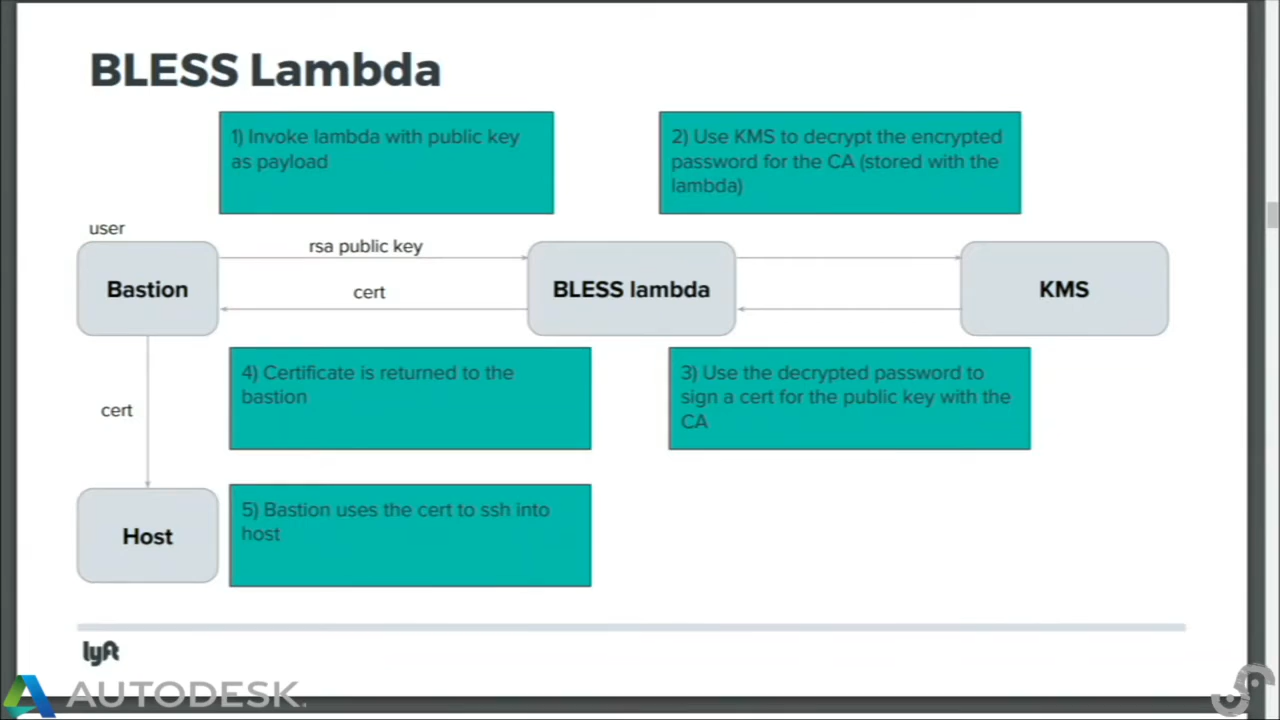 BLESS Lambda
1) Invoke lambda with public key
as payload
2) Use KMS to decrypt the encrypted
password for the CA (stored with the
lambda)
user
rsa public key
Bastion
BLESS lambda
KMS
cert
4) Certificate is returned to the
bastion
3) Use the decrypted password to
sign a cert for the public key with the
CA
cert
5) Bastion uses the cert to ssh into
host
Host
lyft
AUTODESK.